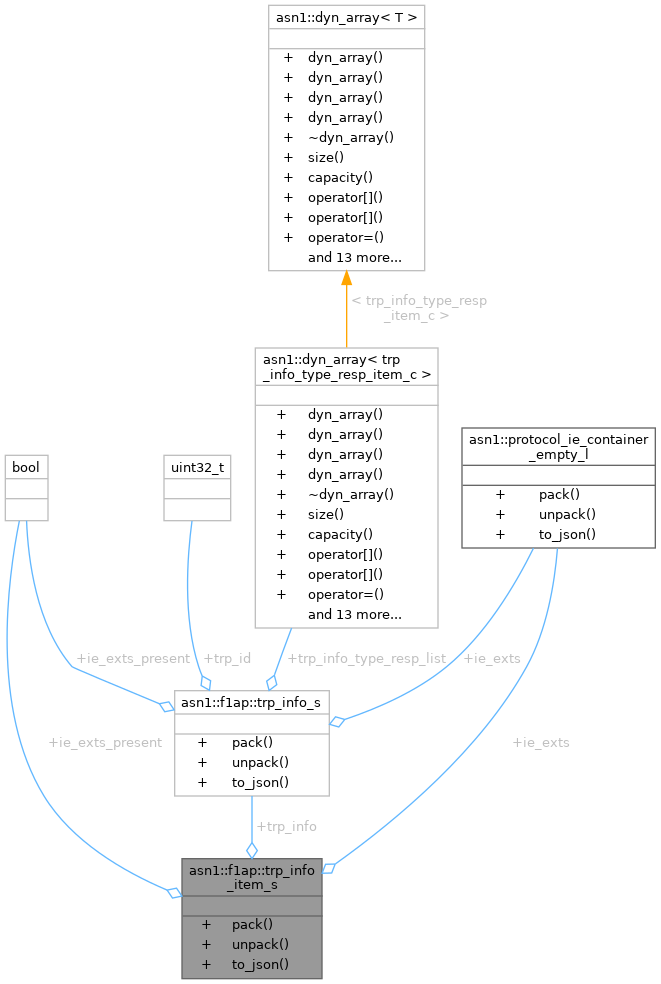 asn1::dyn_array< T >
+ dyn_array()
+ dyn_array()
+ dyn_array()
+ dyn_array()
+ ~dyn_array()
+ size()
+ capacity()
+ operator[]()
+ operator[]()
+ operator=()
and 13 more...
< trp_info_type_resp
_item_c >
asn1::dyn_array< trp
_info_type_resp_item_c >
+ dyn_array()
+ dyn_array()
+ dyn_array()
+ dyn_array()
+ ~dyn_array()
+ size()
+ capacity()
+ operator[]()
+ operator[]()
+ operator=()
and 13 more...
asn1::protocol_ie_container
_empty_l
+ pack()
+ unpack()
+ to_json()
bool
uint32_t
+ie_exts_present
+trp_id
+trp_info_type_resp_list
+ie_exts
asn1::f1ap::trp_info_s
+ pack()
+ unpack()
+ to_json()
+ie_exts_present
+ie_exts
+trp_info
asn1::f1ap::trp_info
_item_s
+ pack()
+ unpack()
+ to_json()